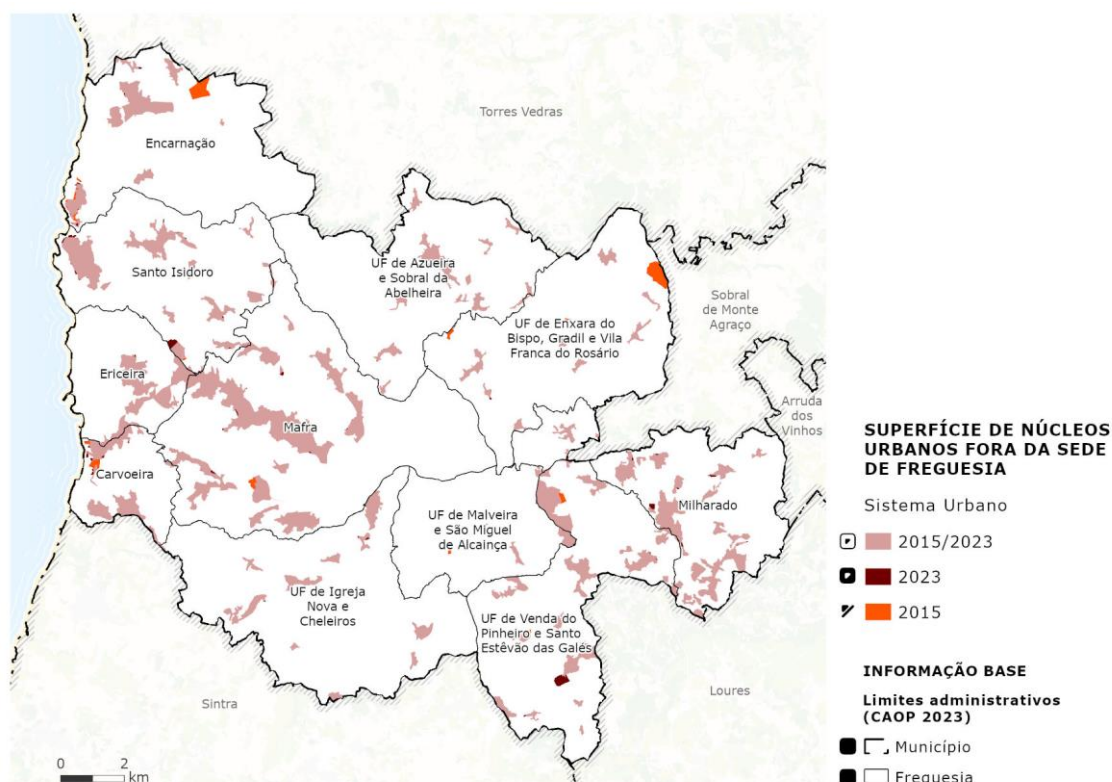 Torres Vedras
Encarnação
Santo Isidoro
UF de Azueira
e Sobral da
Abelheira
Sobral
de Monte
Agraço
UF de Enxara do
Bispo, Gradil e Vila
Franca do Rosário
Ericeira
Arruda
dos
Vinhos
Mafra
Carvoeira
UF de Malveira
e São Miguel
de Alcainça
Milharado
UF de Igreja
Nova e
Cheleiros
UF de Venda do
Pinheiro e Santo
Estêvão das Galés
Sintra
Loures
0 2
km
SUPERFÍCIE DE NÚCLEOS
URBANOS FORA DA SEDE
DE FREGUESIA
Sistema Urbano
2015/2023
2023
2015
INFORMAÇÃO BASE
Limites administrativos
(CAOP 2023)
Município
Freguesia